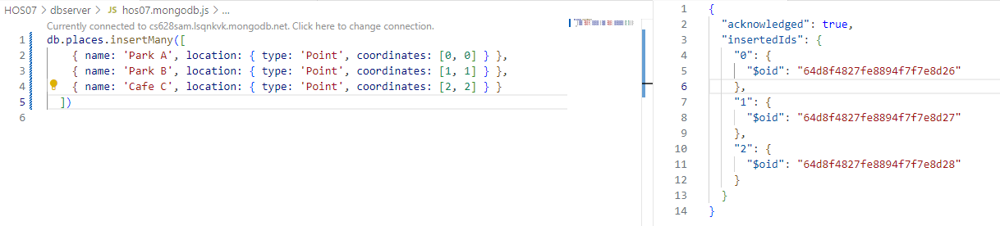 HOS07 > dbserver > JS hos07.mongodb.js > ...
Currently connected to cs628sam.lsqnkvk.mongodb.net. Click here to change connection.
1 db.places.insertMany([
2 { name: 'Park A', location: { type: 'Point', coordinates: [0, 0] } },
3 { name: 'Park B', location: { type: 'Point', coordinates: [1, 1] } },
4 { name: 'Cafe C', location: { type: 'Point', coordinates: [2, 2] } }
5 ])
6
1 {
2 "acknowledged": true,
3 "insertedIds": {
4 "0": {
5 "$oid": "64d8f4827fe8894f7f7e8d26"
6 },
7 "1": {
8 "$oid": "64d8f4827fe8894f7f7e8d27"
9 },
10 "2": {
11 "$oid": "64d8f4827fe8894f7f7e8d28"
12 }
13 }
14 }